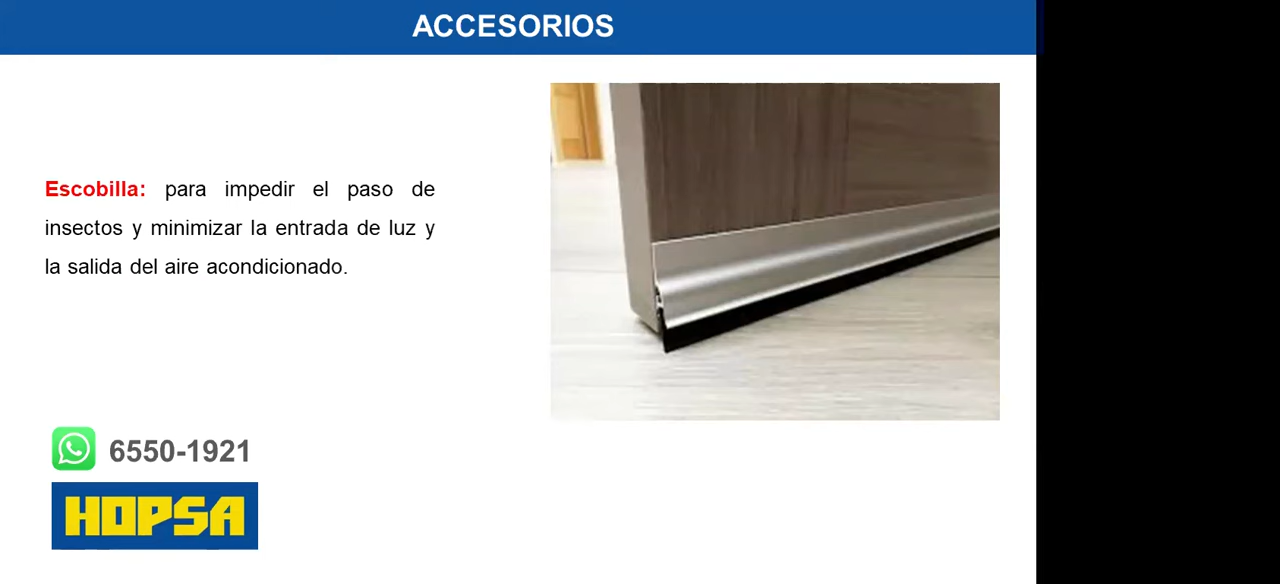 ACCESORIOS
Escobilla: para impedir el paso de
insectos y minimizar la entrada de luz y
la salida del aire acondicionado.
6550-1921
HOPSA